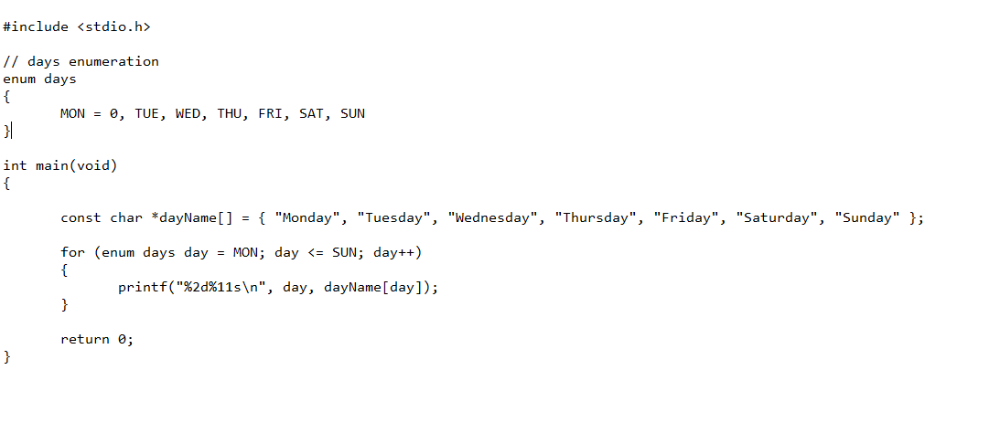 #include <stdio.h>
// days enumeration
enum days
{
MON = 0, TUE, WED, THU, FRI, SAT, SUN
}
int main(void)
{
const char *dayName[] = { "Monday", "Tuesday", "Wednesday", "Thursday", "Friday", "Saturday", "Sunday" };
for (enum days day = MON; day <= SUN; day++)
{
printf("%2d%11s\n", day, dayName[day]);
}
return 0;
}